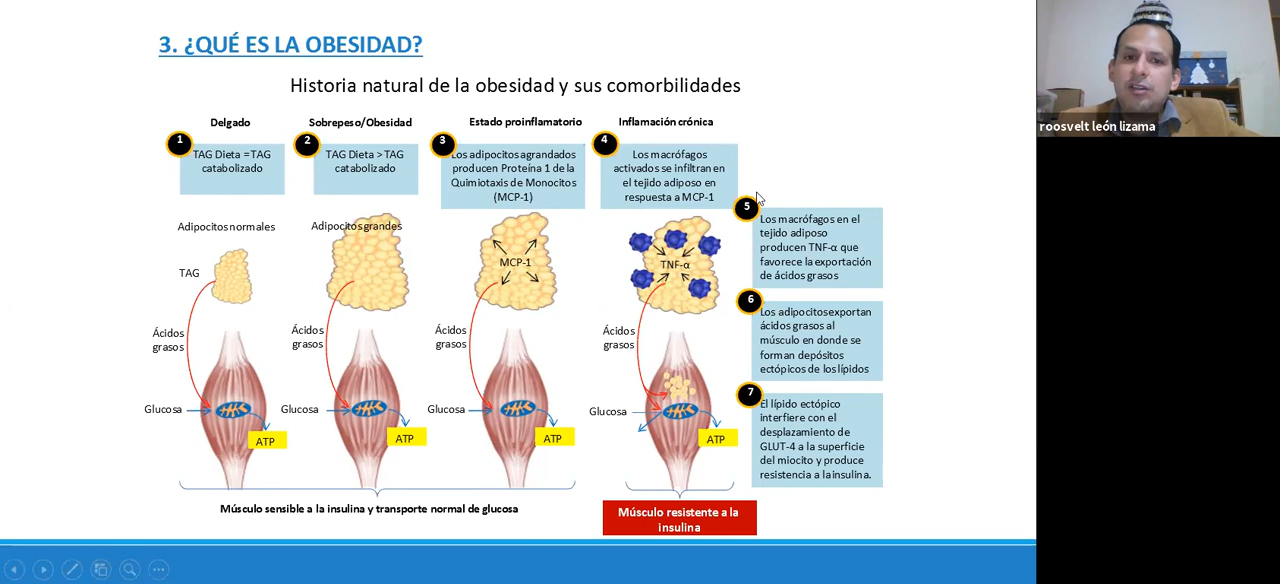 3. ¿QUÉ ES LA OBESIDAD?
Historia natural de la obesidad y sus comorbilidades
Delgado
Sobrepeso/Obesidad
Estado proinflamatorio
Inflamación crónica
1
TAG Dieta = TAG
catabolizado
2
TAG Dieta > TAG
catabolizado
3
Los adipocitos agrandados
producen Proteína 1 de la
Quimiotaxis de Monocitos
(MCP-1)
4
Los macrófagos
activados se infiltran en
el tejido adiposo en
respuesta a MCP-1
5
Los macrófagos en el
tejido adiposo
producen TNF-α que
favorece la exportación
de ácidos grasos
6
Los adipocitos exportan
ácidos grasos al
músculo en donde se
forman depósitos
ectópicos de los lípidos
7
El lípido ectópico
interfiere con el
desplazamiento de
GLUT-4 a la superficie
del miocito y produce
resistencia a la insulina.
Adipocitos normales
Adipocitos grandes
TAG
MCP-1
TNF-α
Ácidos
grasos
Ácidos
grasos
Ácidos
grasos
Ácidos
grasos
Glucosa
Glucosa
Glucosa
Glucosa
ATP
ATP
ATP
ATP
Músculo sensible a la insulina y transporte normal de glucosa
Músculo resistente a la
insulina
roosvelt león lizama